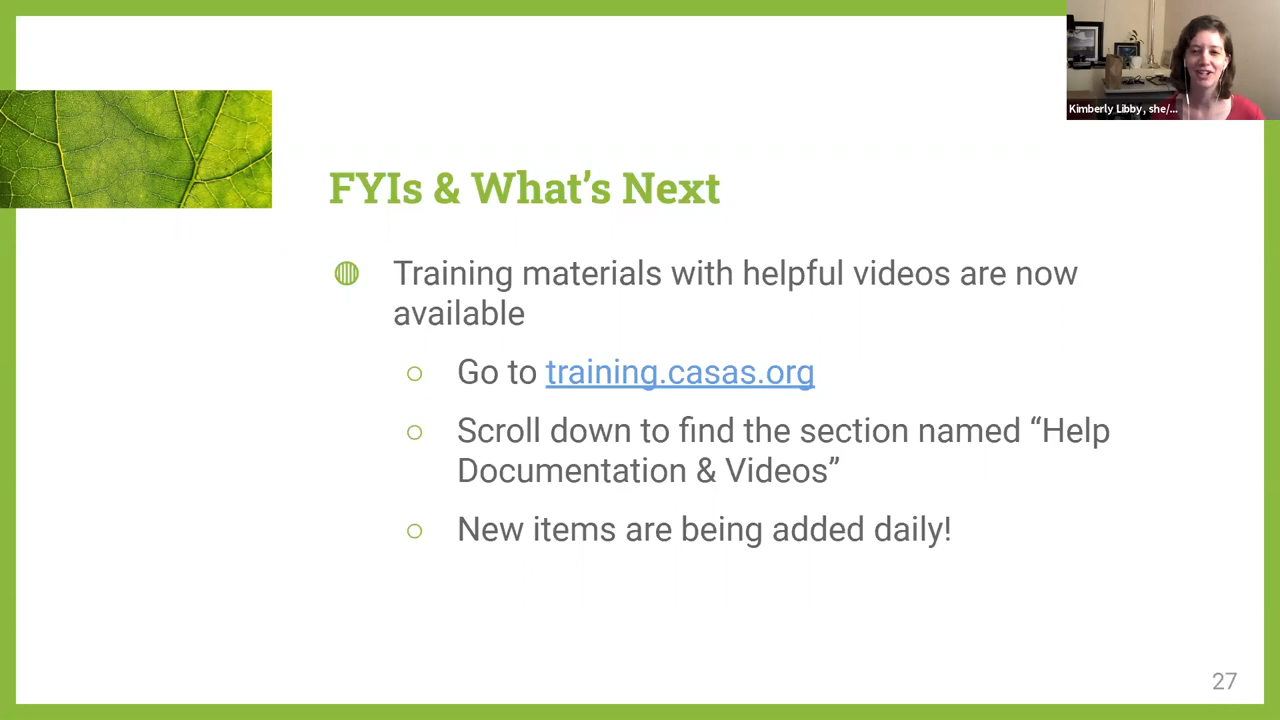 Kimberly Libby, she/...
FYIs & What’s Next
Training materials with helpful videos are now
available
Go to training.casas.org
Scroll down to find the section named “Help
Documentation & Videos”
New items are being added daily!
27